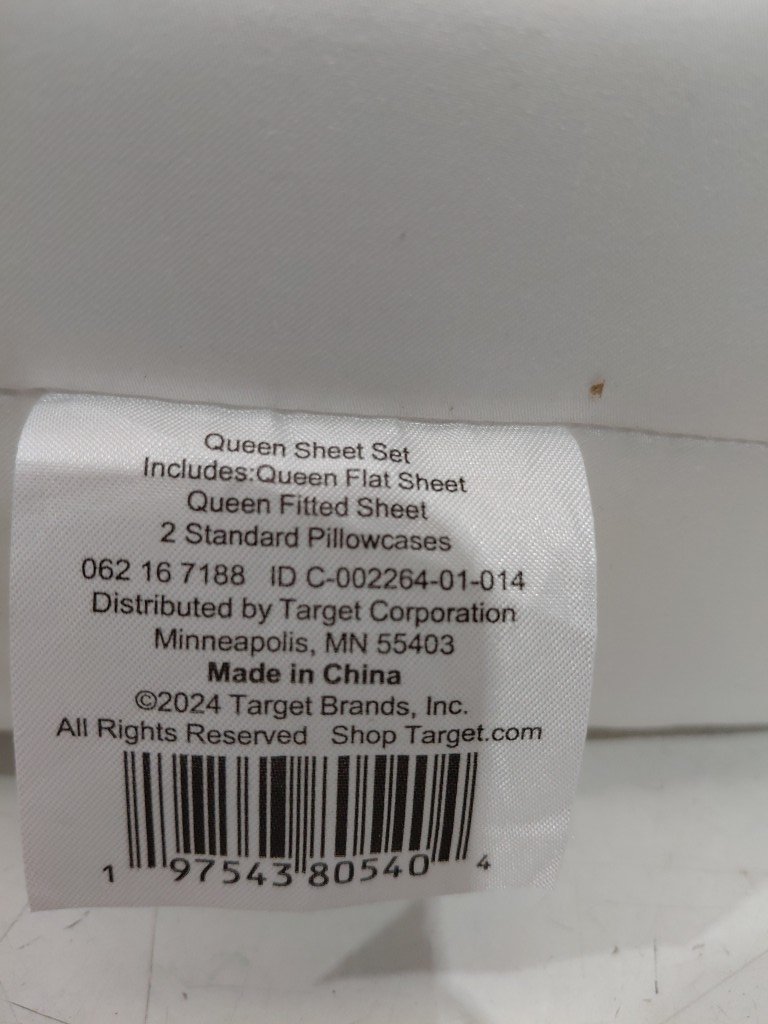 Queen Sheet Set
Includes:Queen Flat Sheet
Queen Fitted Sheet
2 Standard Pillowcases
062 16 7188 ID C-002264-01-014
Distributed by Target Corporation
Minneapolis, MN 55403
Made in China
©2024 Target Brands, Inc.
All Rights Reserved Shop Target.com
1 97543 80540 4